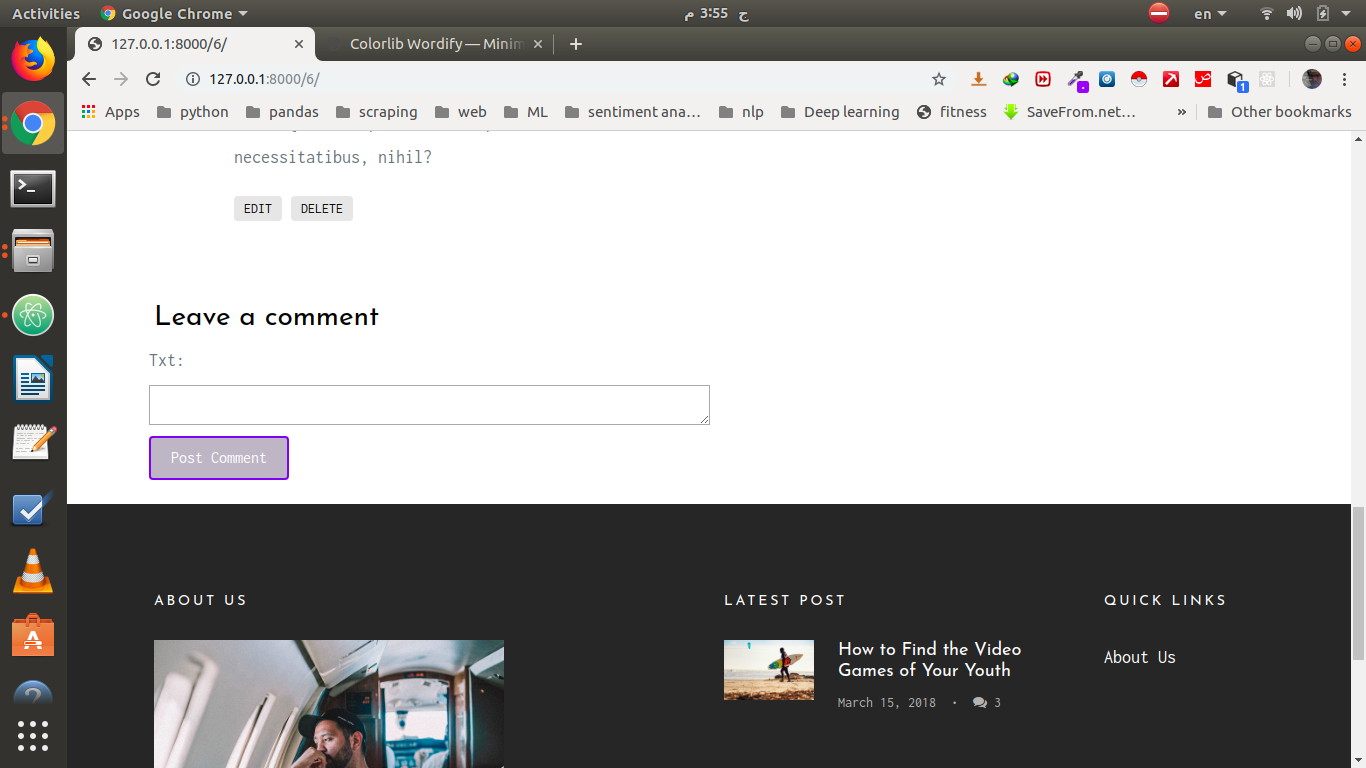 Activities Google Chrome ح 3:55 م en
127.0.0.1:8000/6/ Colorlib Wordify — Minim
127.0.0.1:8000/6/
1
Apps python pandas scraping web ML sentiment ana… nlp Deep learning fitness SaveFrom.net… » Other bookmarks
necessitatibus, nihil?
EDIT DELETE
Leave a comment
Txt:
Post Comment
ABOUT US
LATEST POST
QUICK LINKS
How to Find the Video
Games of Your Youth
March 15, 2018 • 3
About Us